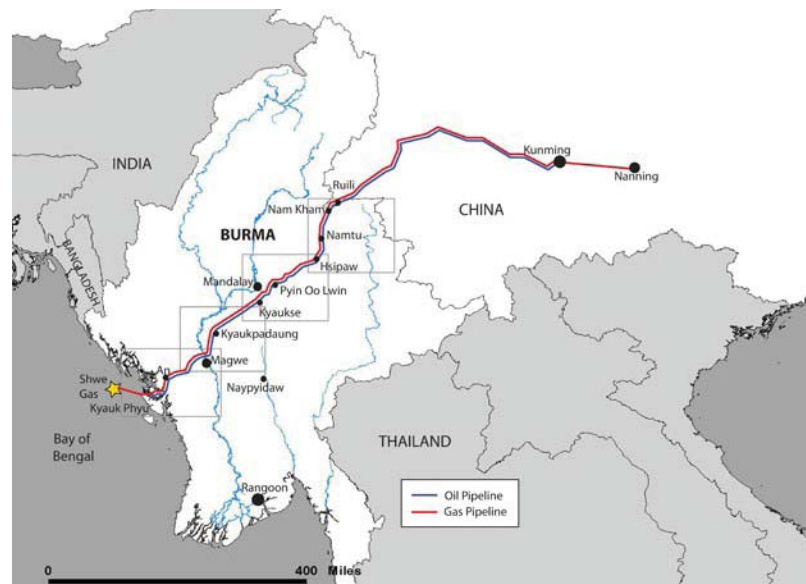 INDIA
CHINA
BURMA
BANGLADESH
THAILAND
Kunming
Nanning
Ruili
Nam Kham
Namtu
Hsipaw
Mandalay
Pyin Oo Lwin
Kyaukse
Kyaukpadaung
An
Magwe
Shwe
Gas
Kyauk Phyu
Naypyidaw
Bay of
Bengal
Rangoon
Oil Pipeline
Gas Pipeline
0 400 Miles